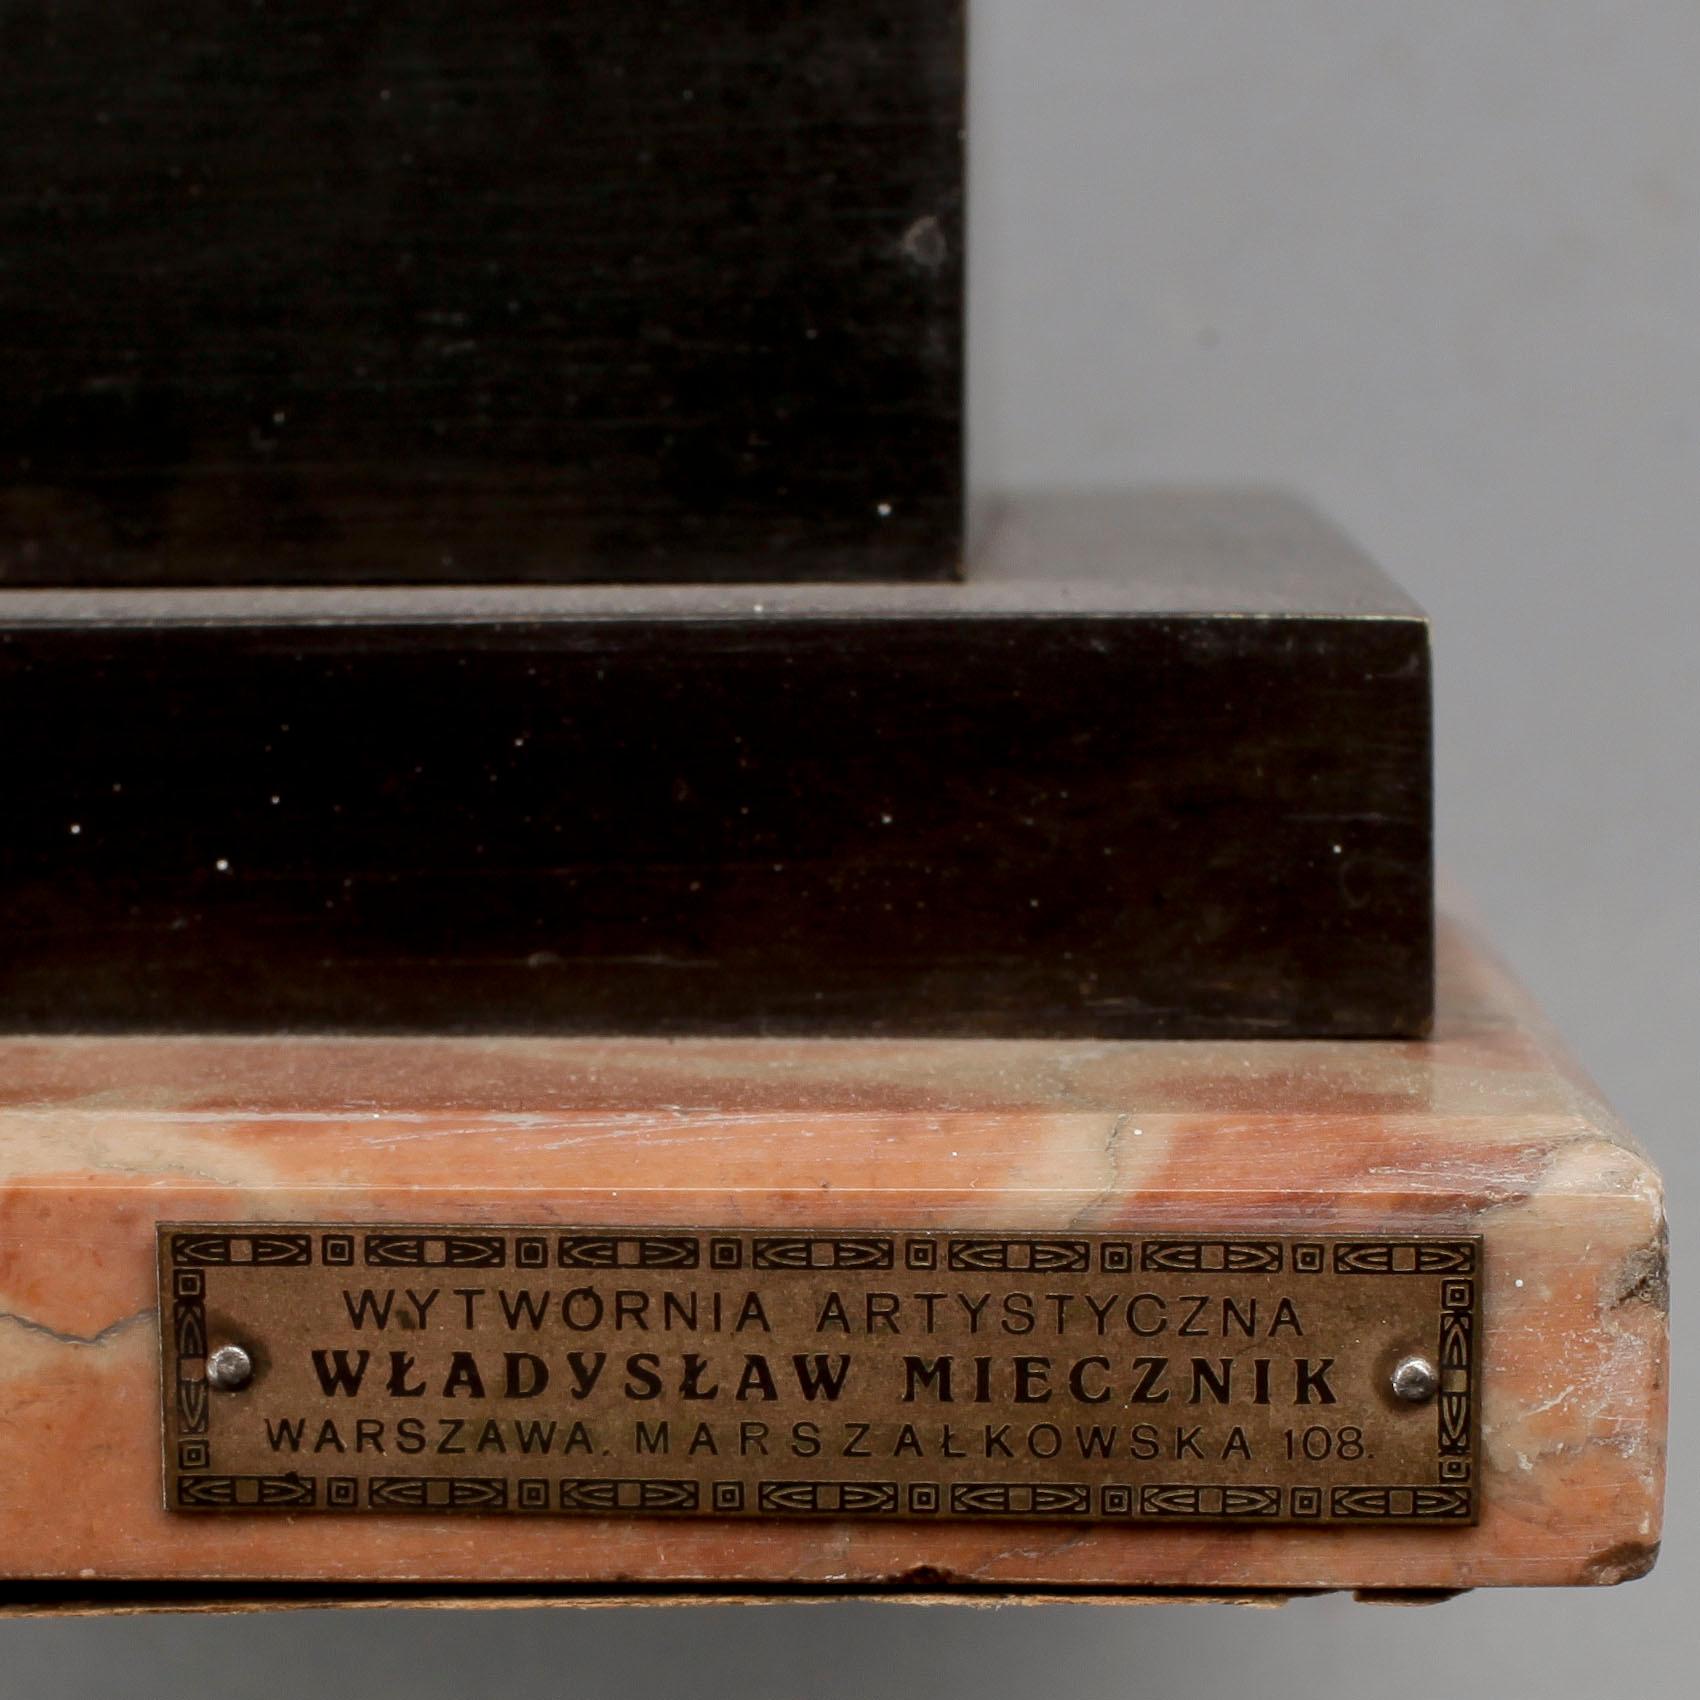 WYTWÓRNIA ARTYSTYCZNA
WŁADYSŁAW MIECZNIK
WARSZAWA, MARSZAŁKOWSKA 108.